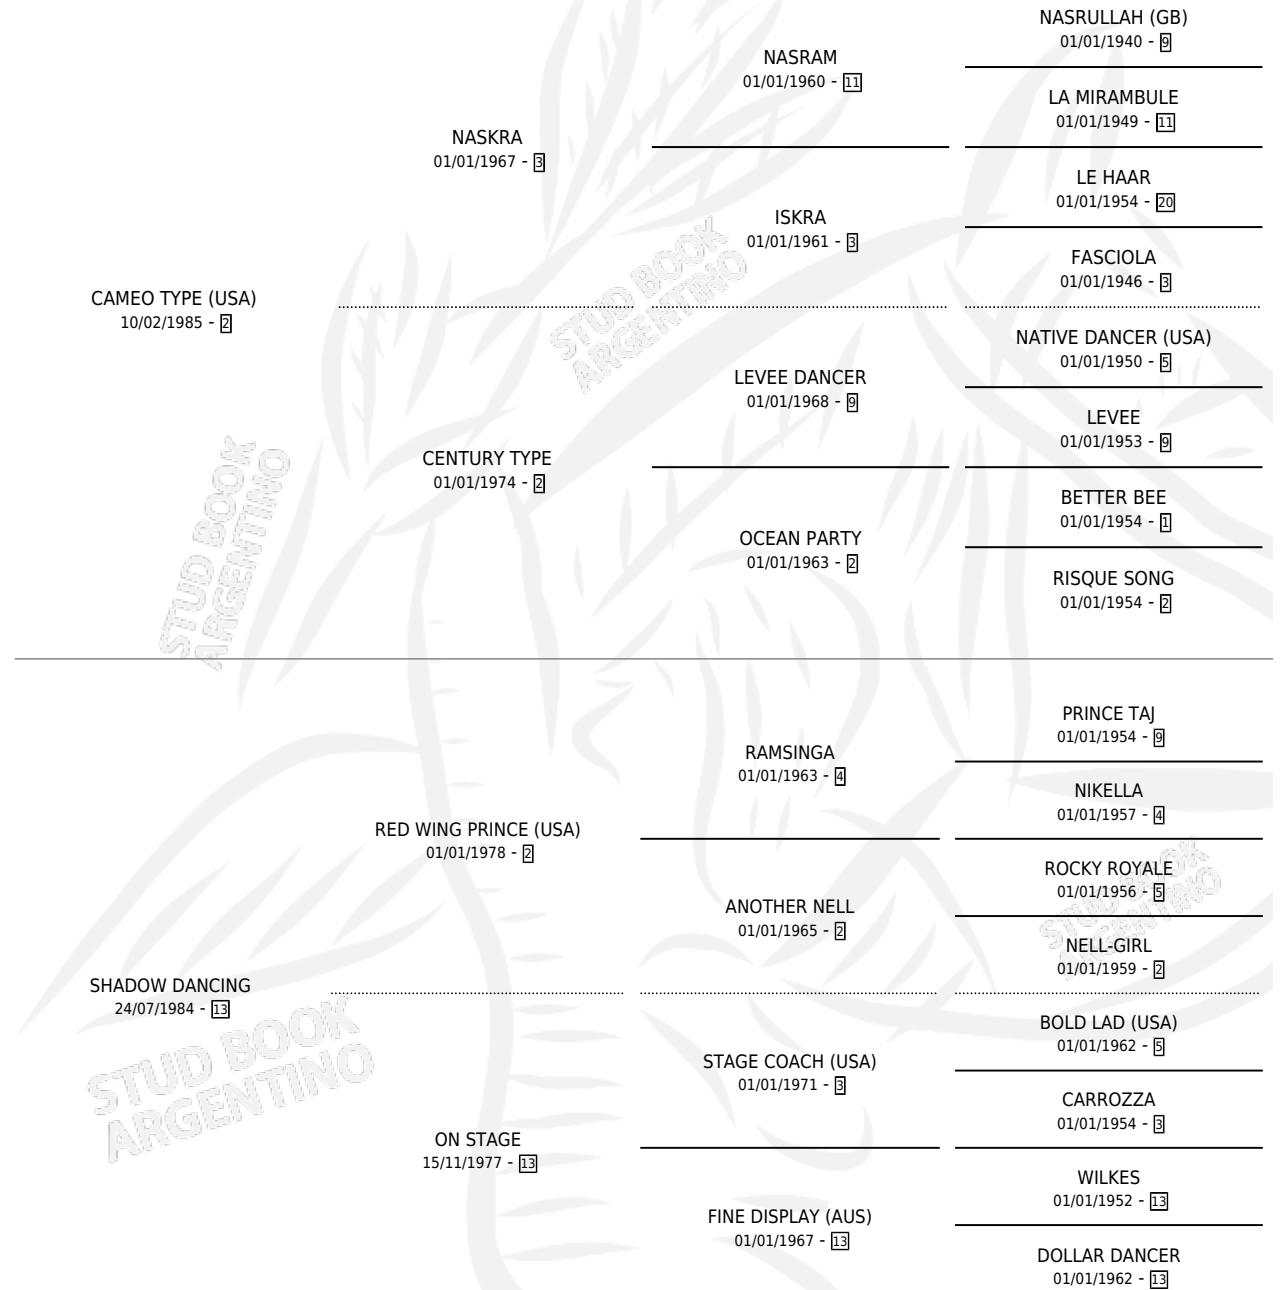 NASRULLAH (GB)
01/01/1940 - 9
NASRAM
01/01/1960 - 11
LA MIRAMBULE
01/01/1949 - 11
NASKRA
01/01/1967 - 3
LE HAAR
01/01/1954 - 20
ISKRA
01/01/1961 - 3
FASCIOLA
01/01/1946 - 3
CAMEO TYPE (USA)
10/02/1985 - 2
NATIVE DANCER (USA)
01/01/1950 - 5
LEVEE DANCER
01/01/1968 - 9
LEVEE
01/01/1953 - 9
CENTURY TYPE
01/01/1974 - 2
BETTER BEE
01/01/1954 - 1
OCEAN PARTY
01/01/1963 - 2
RISQUE SONG
01/01/1954 - 2
PRINCE TAJ
01/01/1954 - 9
RAMSINGA
01/01/1963 - 4
NIKELLA
01/01/1957 - 4
RED WING PRINCE (USA)
01/01/1978 - 2
ROCKY ROYALE
01/01/1956 - 5
ANOTHER NELL
01/01/1965 - 2
NELL-GIRL
01/01/1959 - 2
SHADOW DANCING
24/07/1984 - 13
BOLD LAD (USA)
01/01/1962 - 5
STAGE COACH (USA)
01/01/1971 - 3
CARROZZA
01/01/1954 - 3
ON STAGE
15/11/1977 - 13
WILKES
01/01/1952 - 13
FINE DISPLAY (AUS)
01/01/1967 - 13
DOLLAR DANCER
01/01/1962 - 13
STUD BOOK
ARGENTINO
STUD BOOK
ARGENTINO
STUD BOOK
ARGENTINO
STUD BOOK
ARGENTINO